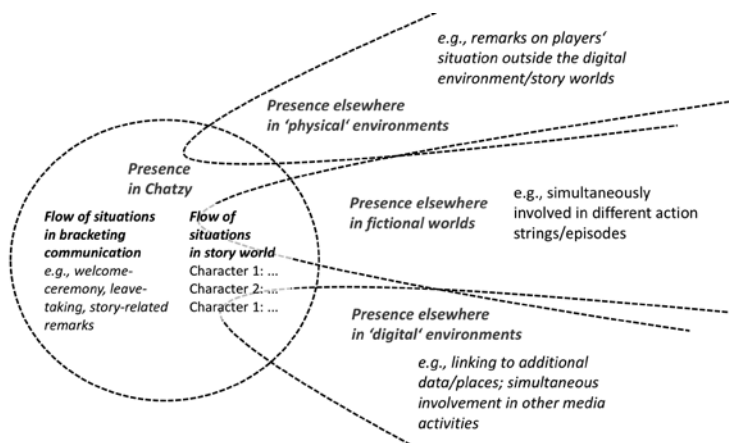 e.g., remarks on players‘
situation outside the digital
environment/story worlds
Presence elsewhere
in ‘physical‘ environments
Presence
in Chatzy
Flow of situations
in bracketing
communication
e.g., welcome-
ceremony, leave-
taking, story-related
remarks
Flow of
situations
in story world
Character 1: ...
Character 2: ...
Character 1: ...
Presence elsewhere
in fictional worlds
e.g., simultaneously
involved in different action
strings/episodes
Presence elsewhere
in ‘digital‘ environments
e.g., linking to additional
data/places; simultaneous
involvement in other media
activities